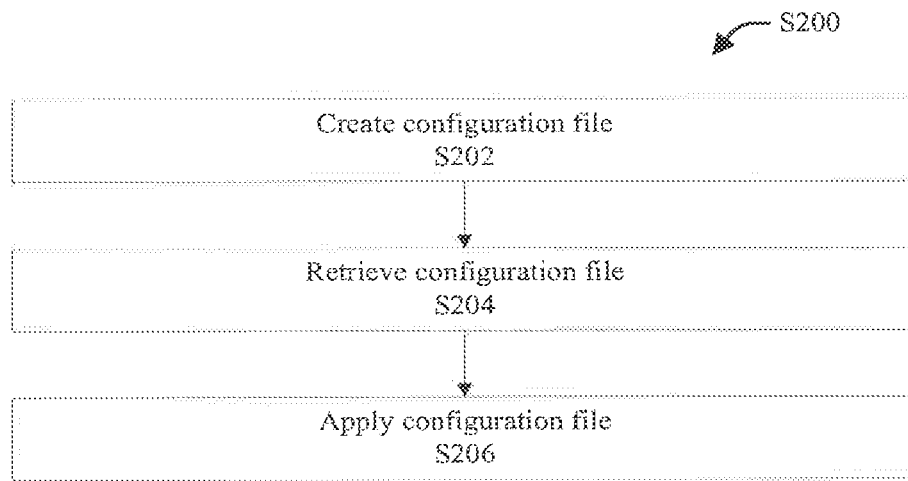 S200
Create configuration file
S202
Retrieve configuration file
S204
Apply configuration file
S206